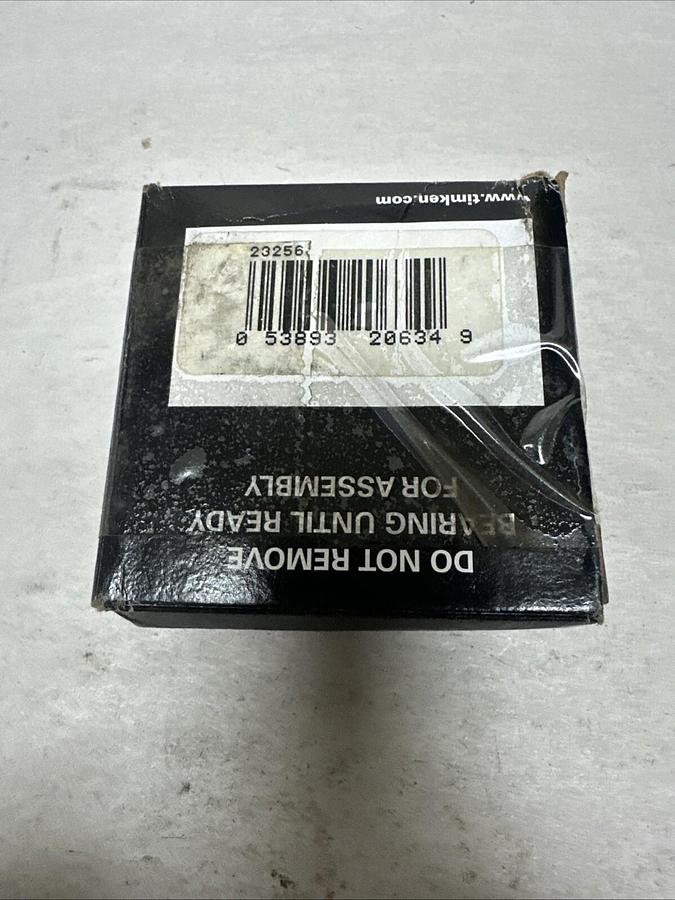 23256
0 53893 20634 9
DO NOT REMOVE
BEARING UNTIL READY
FOR ASSEMBLY
www.timken.com